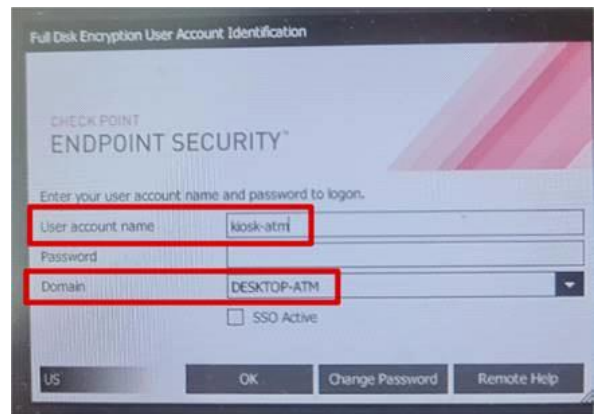 Full Disk Encryption User Account Identification
CHECK POINT
ENDPOINT SECURITY™
Enter your user account name and password to logon.
User account name kiosk-atm
Password
Domain DESKTOP-ATM
SSO Active
US OK Change Password Remote Help